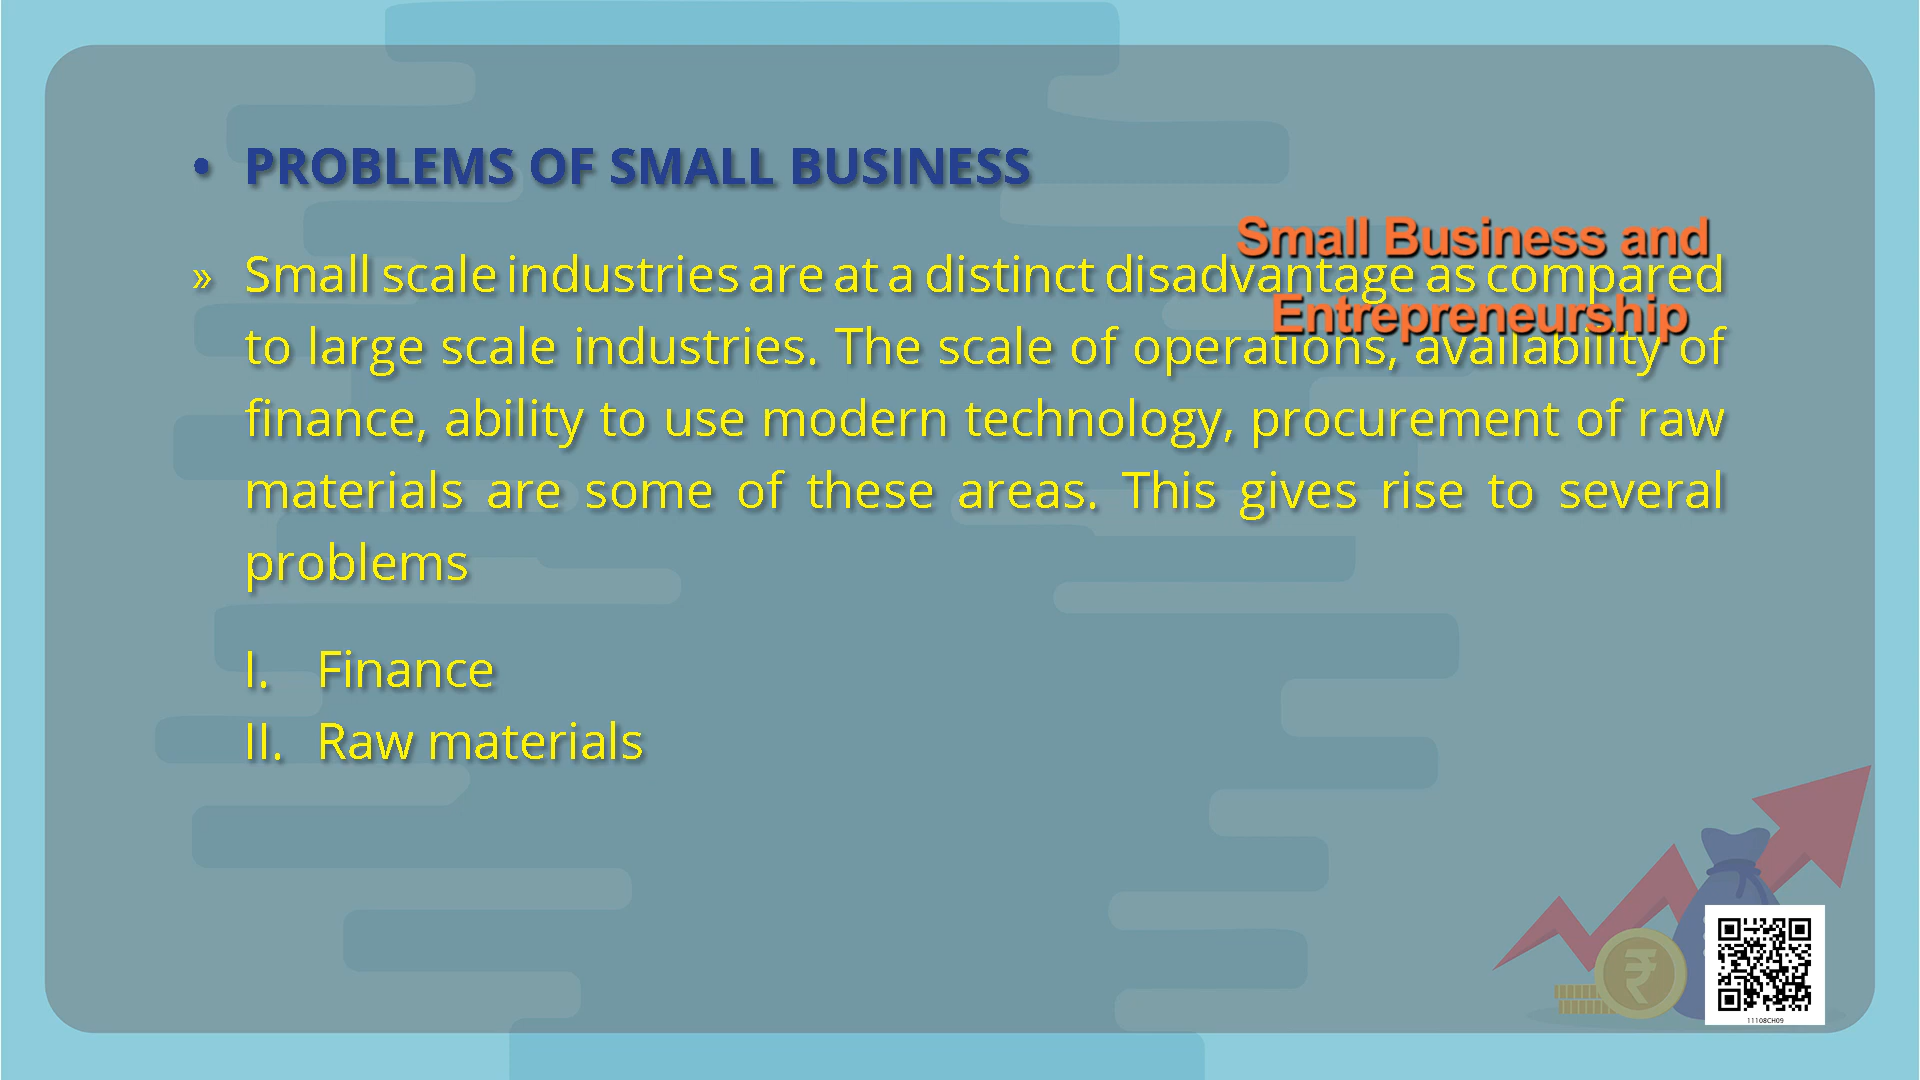 • PROBLEMS OF SMALL BUSINESS
Small Business and
Entrepreneurship
» Small scale industries are at a distinct disadvantage as compared
to large scale industries. The scale of operations, availability of
finance, ability to use modern technology, procurement of raw
materials are some of these areas. This gives rise to several
problems
I. Finance
II. Raw materials
₹
11108CH09